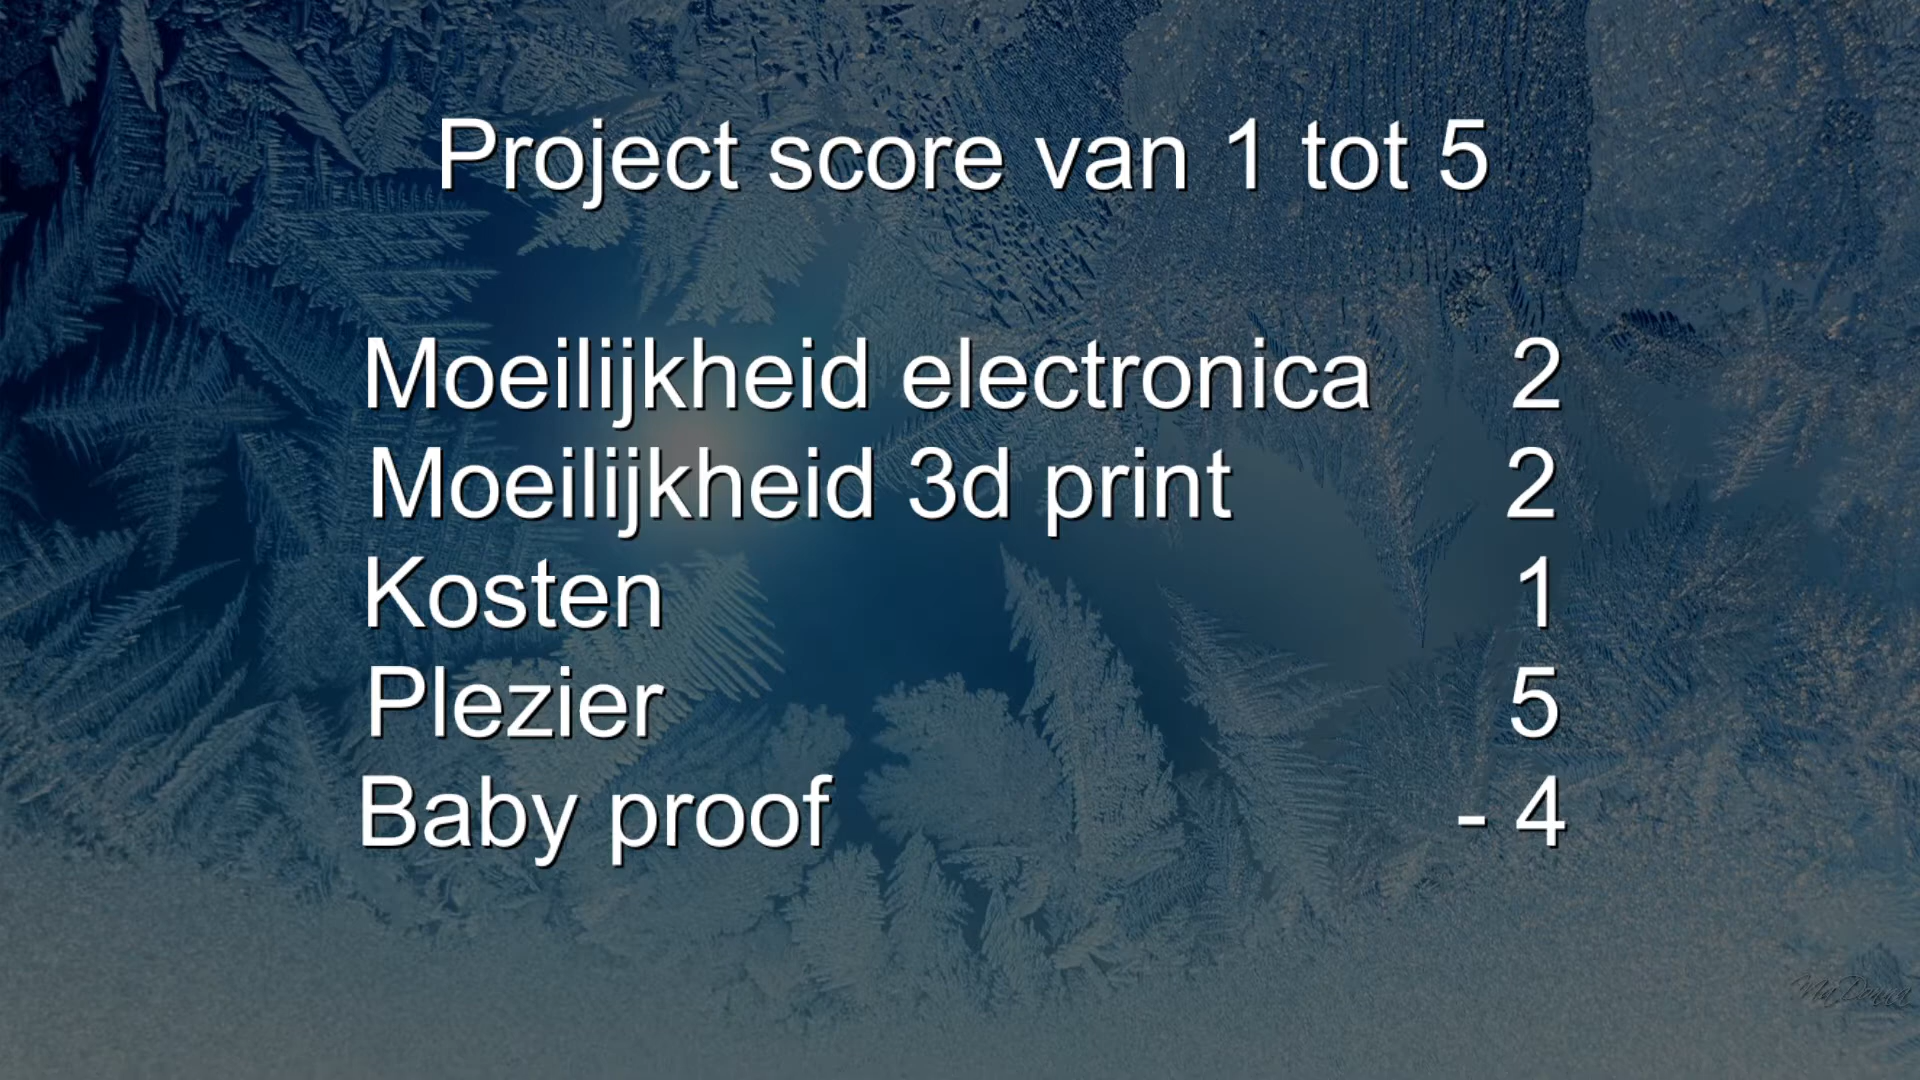 Project score van 1 tot 5
Moeilijkheid electronica 2
Moeilijkheid 3d print 2
Kosten 1
Plezier 5
Baby proof - 4